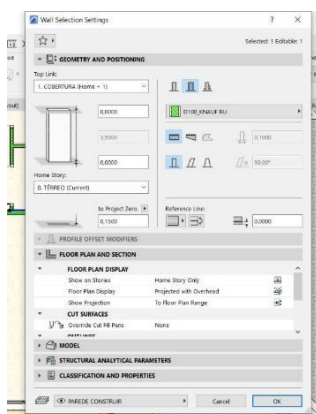 Wall Selection Settings
Selected: 1 Editable: 1
GEOMETRY AND POSITIONING
Top Link:
1. COBERTURA (Home + 1)
0,0000
D100_KNAUF RU
3,9000
0,1000
0,0000
90,00°
Home Story:
0. TÉRREO (Current)
to Project Zero
Reference Line:
0,1500
0,0000
PROFILE OFFSET MODIFIERS
FLOOR PLAN AND SECTION
FLOOR PLAN DISPLAY
Show on Stories Home Story Only
Floor Plan Display Projected with Overhead
Show Projection To Floor Plan Range
CUT SURFACES
Override Cut Fill Pens None
OUTLINES
MODEL
STRUCTURAL ANALYTICAL PARAMETERS
CLASSIFICATION AND PROPERTIES
PAREDE CONSTRUIR
Cancel
OK